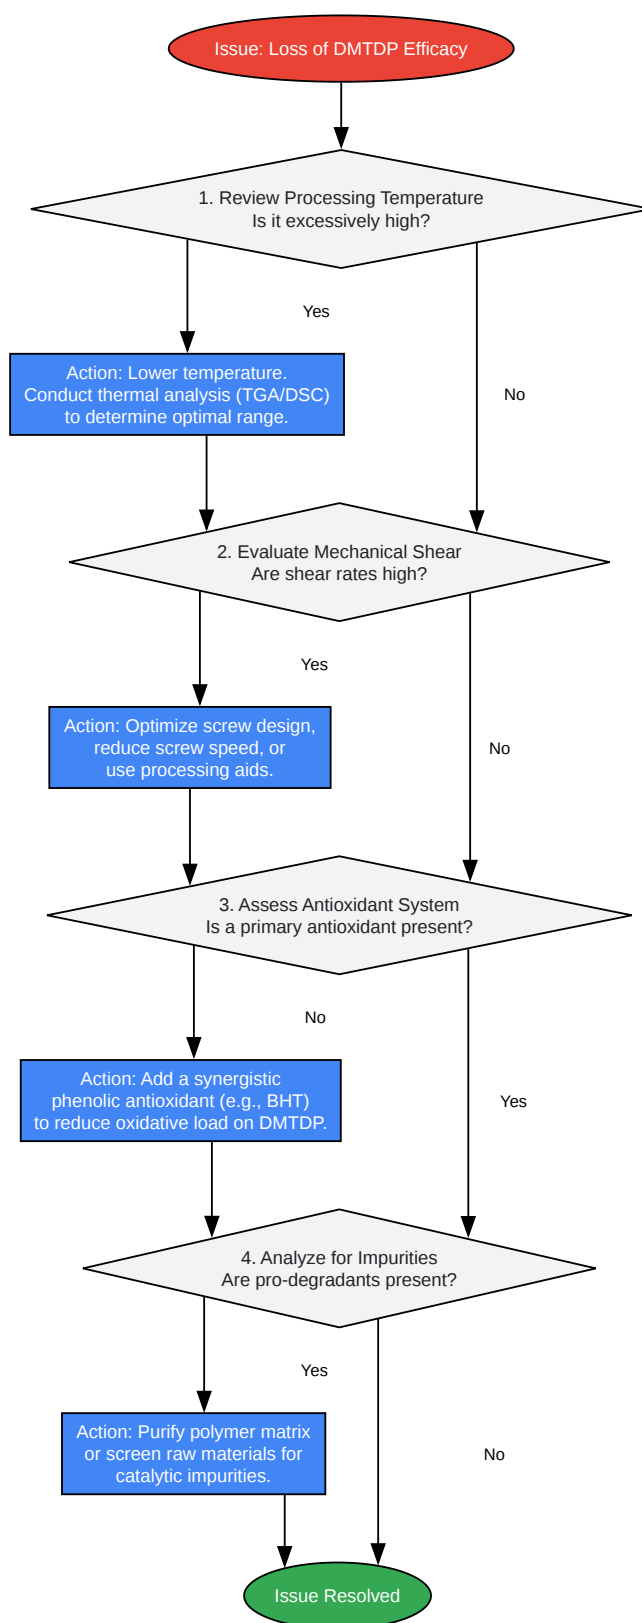 Issue: Loss of DMTDP Efficacy
1. Review Processing Temperature
Is it excessively high?
Yes
Action: Lower temperature.
Conduct thermal analysis (TGA/DSC)
to determine optimal range.
No
2. Evaluate Mechanical Shear
Are shear rates high?
Yes
Action: Optimize screw design,
reduce screw speed, or
use processing aids.
No
3. Assess Antioxidant System
Is a primary antioxidant present?
No
Action: Add a synergistic
phenolic antioxidant (e.g., BHT)
to reduce oxidative load on DMTDP.
Yes
4. Analyze for Impurities
Are pro-degradants present?
Yes
Action: Purify polymer matrix
or screen raw materials for
catalytic impurities.
No
Issue Resolved